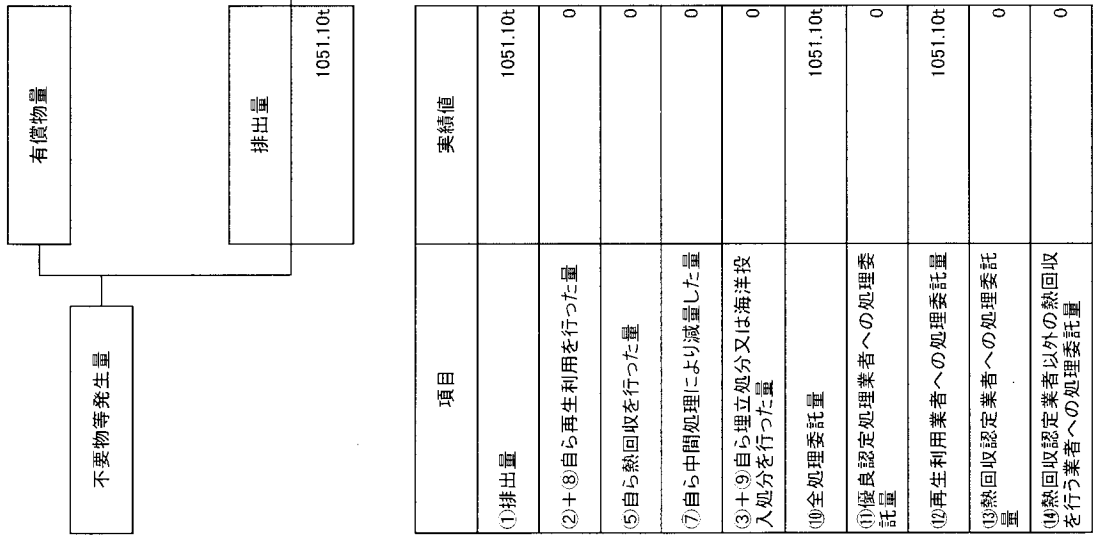 不要物等発生量
有償物量
排出量
1051.10t
項目
実績値
①排出量
1051.10t
②+⑧自ら再生利用を行った量
0
⑤自ら熱回収を行った量
0
⑦自ら中間処理により減量した量
0
③+⑨自ら埋立処分又は海洋投
入処分を行った量
0
⑩全処理委託量
1051.10t
⑪優良認定処理業者への処理委
託量
0
⑫再生利用業者への処理委託量
1051.10t
⑬熱回収認定業者への処理委託
量
0
⑭熱回収認定業者以外の熱回収
を行う業者への処理委託量
0